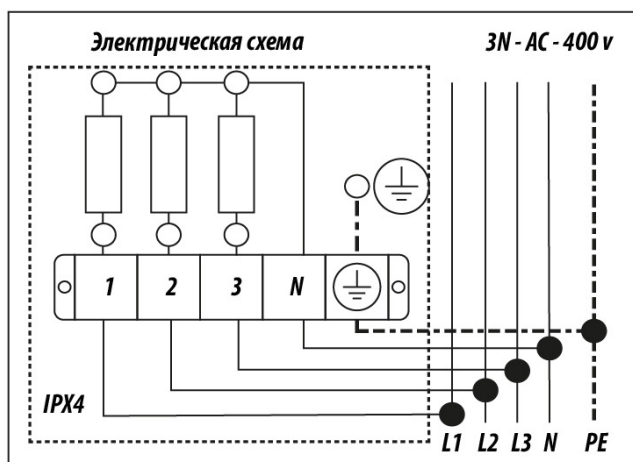 Электрическая схема
3N - AC - 400 v
1 2 3 N
IPX4
L1 L2 L3 N PE